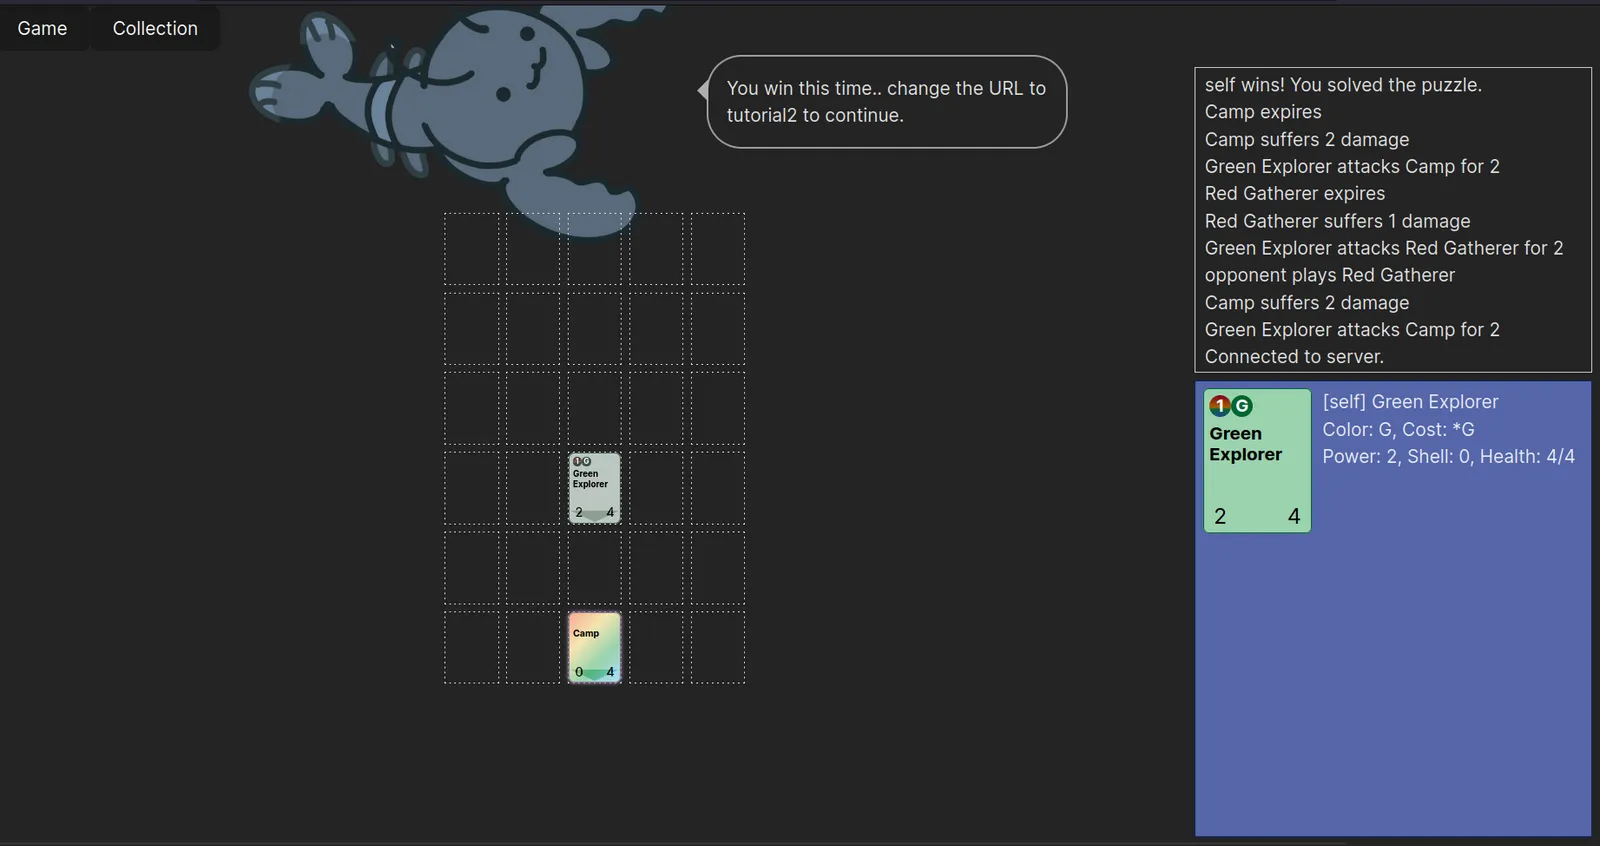 Game
Collection
You win this time.. change the URL to
tutorial2 to continue.
self wins! You solved the puzzle.
Camp expires
Camp suffers 2 damage
Green Explorer attacks Camp for 2
Red Gatherer expires
Red Gatherer suffers 1 damage
Green Explorer attacks Red Gatherer for 2
opponent plays Red Gatherer
Camp suffers 2 damage
Green Explorer attacks Camp for 2
Connected to server.
1 G
Green
Explorer
2 4
[self] Green Explorer
Color: G, Cost: *G
Power: 2, Shell: 0, Health: 4/4
1 G
Green
Explorer
2 4
Camp
0 4